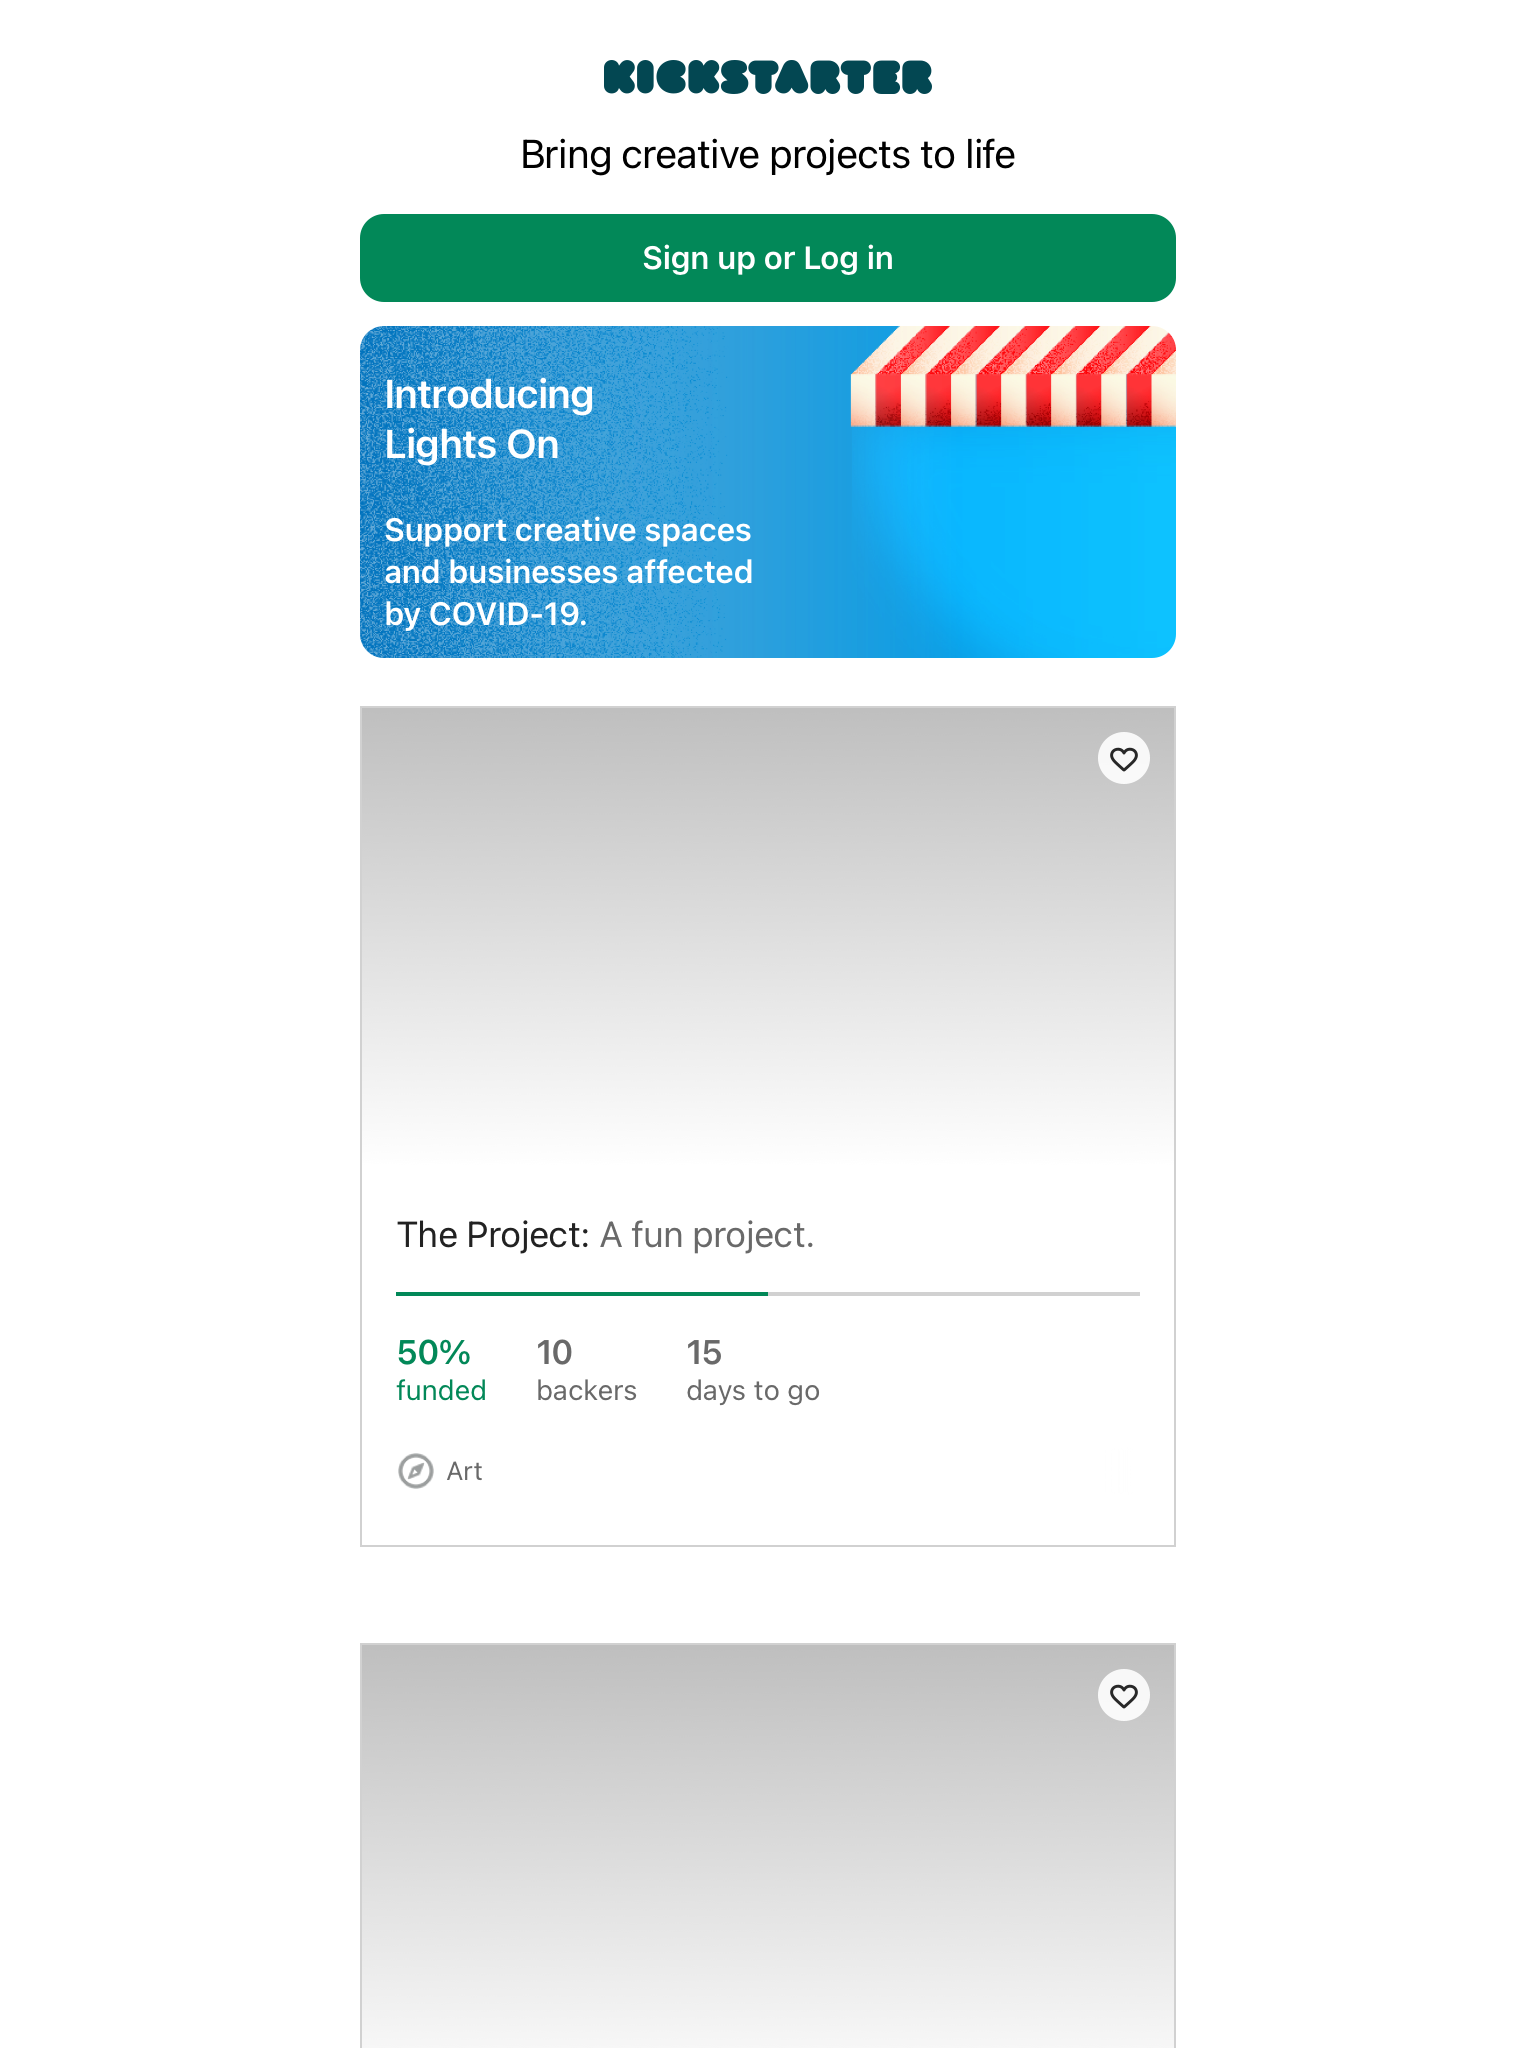 KICKSTARTER
Bring creative projects to life
Sign up or Log in
Introducing
Lights On
Support creative spaces
and businesses affected
by COVID-19.
The Project: A fun project.
50% 10 15
funded backers days to go
Art